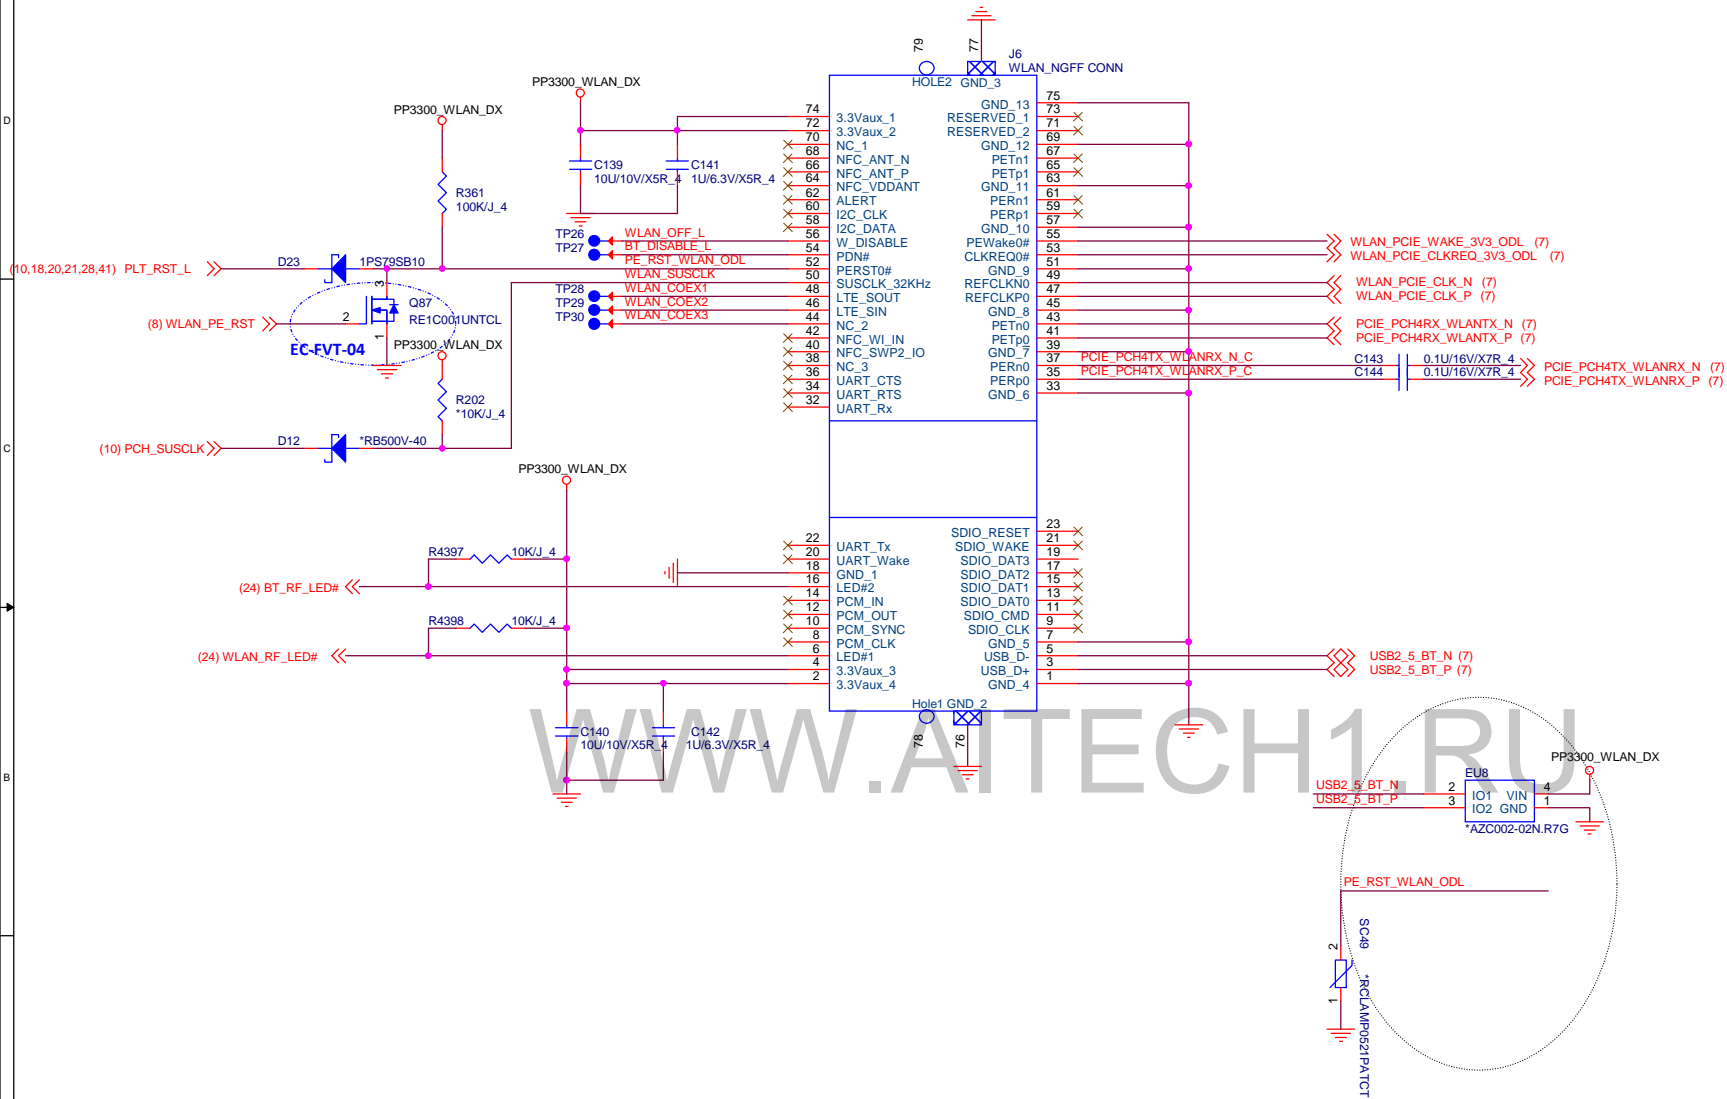 79
77
J6
WLAN_NGFF CONN
HOLE2 GND_3
PP3300_WLAN_DX
PP3300_WLAN_DX
D
74 3.3Vaux_1
72 3.3Vaux_2
70 NC_1
68 NFC_ANT_N
66 NFC_ANT_P
64 NFC_VDDANT
62 ALERT
60 I2C_CLK
58 I2C_DATA
56 W_DISABLE
54 PDN#
52 PERST0#
50 SUSCLK_32KHz
48 LTE_SOUT
46 LTE_SIN
44 NC_2
42 NFC_WI_IN
40 NFC_SWP2_IO
38 NC_3
36 UART_CTS
34 UART_RTS
32 UART_Rx
GND_13 75
RESERVED_1 73
RESERVED_2 71
GND_12 69
PETn1 67
PETp1 65
GND_11 63
PERn1 61
PERp1 59
GND_10 57
PEWake0# 55
CLKREQ0# 53
GND_9 51
REFCLKN0 49
REFCLKP0 47
GND_8 45
PETn0 43
PETp0 41
GND_7 39
PERn0 37
PERp0 35
GND_6 33
C139
10U/10V/X5R_4
C141
1U/6.3V/X5R_4
R361
100K/J_4
TP26 WLAN_OFF_L
TP27 BT_DISABLE_L
PE_RST_WLAN_ODL
WLAN_SUSCLK
TP28 WLAN_COEX1
TP29 WLAN_COEX2
TP30 WLAN_COEX3
(10,18,20,21,28,41) PLT_RST_L
D23 1PS79SB10
3
Q87
RE1C001UNTCL
2
1
(8) WLAN_PE_RST
EC-FVT-04
PP3300_WLAN_DX
R202
*10K/J_4
C
(10) PCH_SUSCLK
D12 *RB500V-40
WLAN_PCIE_WAKE_3V3_ODL (7)
WLAN_PCIE_CLKREQ_3V3_ODL (7)
WLAN_PCIE_CLK_N (7)
WLAN_PCIE_CLK_P (7)
PCIE_PCH4RX_WLANTX_N (7)
PCIE_PCH4RX_WLANTX_P (7)
PCIE_PCH4TX_WLANRX_N_C
PCIE_PCH4TX_WLANRX_P_C
C143 0.1U/16V/X7R_4
C144 0.1U/16V/X7R_4
PCIE_PCH4TX_WLANRX_N (7)
PCIE_PCH4TX_WLANRX_P (7)
PP3300_WLAN_DX
R4397 10K/J_4
(24) BT_RF_LED#
R4398 10K/J_4
(24) WLAN_RF_LED#
22 UART_Tx
20 UART_Wake
18 GND_1
16 LED#2
14 PCM_IN
12 PCM_OUT
10 PCM_SYNC
8 PCM_CLK
6 LED#1
4 3.3Vaux_3
2 3.3Vaux_4
SDIO_RESET 23
SDIO_WAKE 21
SDIO_DAT3 19
SDIO_DAT2 17
SDIO_DAT1 15
SDIO_DAT0 13
SDIO_CMD 11
SDIO_CLK 9
GND_5 7
USB_D- 5
USB_D+ 3
GND_4 1
USB2_5_BT_N (7)
USB2_5_BT_P (7)
Hole1 GND_2
78
76
C140
10U/10V/X5R_4
C142
1U/6.3V/X5R_4
WWW.AITECH1.RU
B
PP3300_WLAN_DX
EU8
USB2_5_BT_N 2 IO1 VIN 4
USB2_5_BT_P 3 IO2 GND 1
*AZC002-02N.R7G
PE_RST_WLAN_ODL
SC49
2
1
*RCLAMP0521PATCT